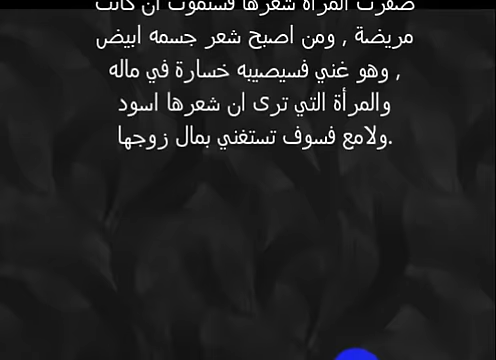 ضفرت المرأة شعرها فستموت ان كانت
مريضة , ومن اصبح شعر جسمه ابيض
, وهو غني فسيصيبه خسارة في ماله
والمرأة التي ترى ان شعرها اسود
.ولامع فسوف تستغني بمال زوجها